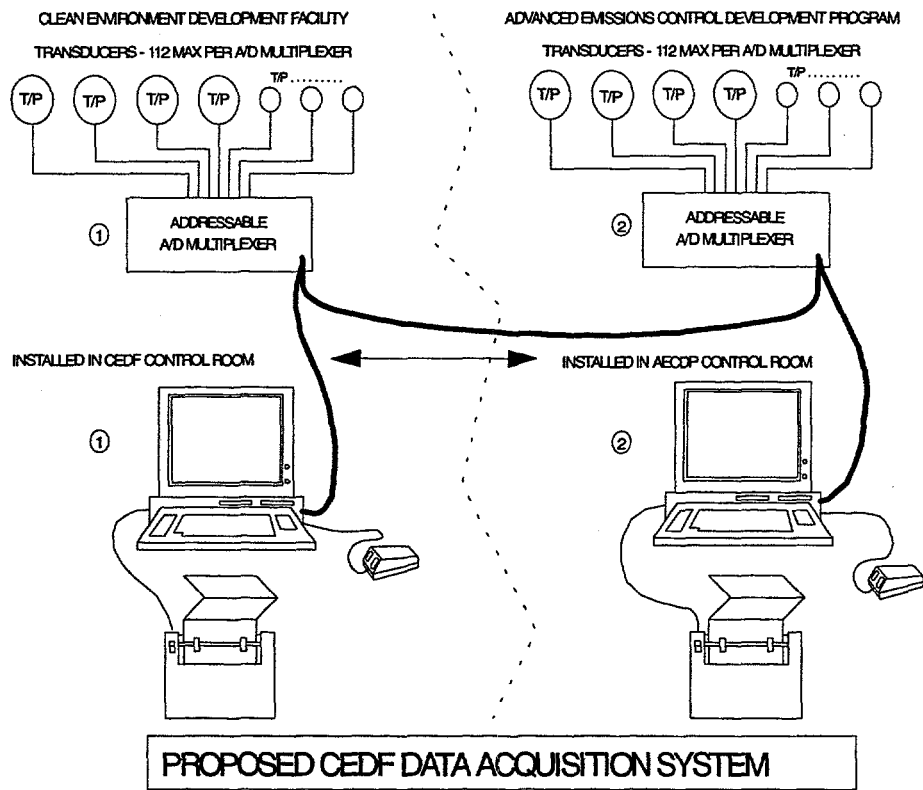 CLEAN ENVIRONMENT DEVELOPMENT FACILITY
TRANSDUCERS - 112 MAX PER A/D MULTIPLEXER
T/P..........
T/P
T/P
T/P
T/P
ADDRESSABLE
A/D MULTIPLEXER
1
ADVANCED EMISSIONS CONTROL DEVELOPMENT PROGRAM
TRANSDUCERS - 112 MAX PER A/D MULTIPLEXER
T/P..........
T/P
T/P
T/P
T/P
ADDRESSABLE
A/D MULTIPLEXER
2
INSTALLED IN CEDF CONTROL ROOM
1
INSTALLED IN AECDP CONTROL ROOM
2
PROPOSED CEDF DATA ACQUISITION SYSTEM